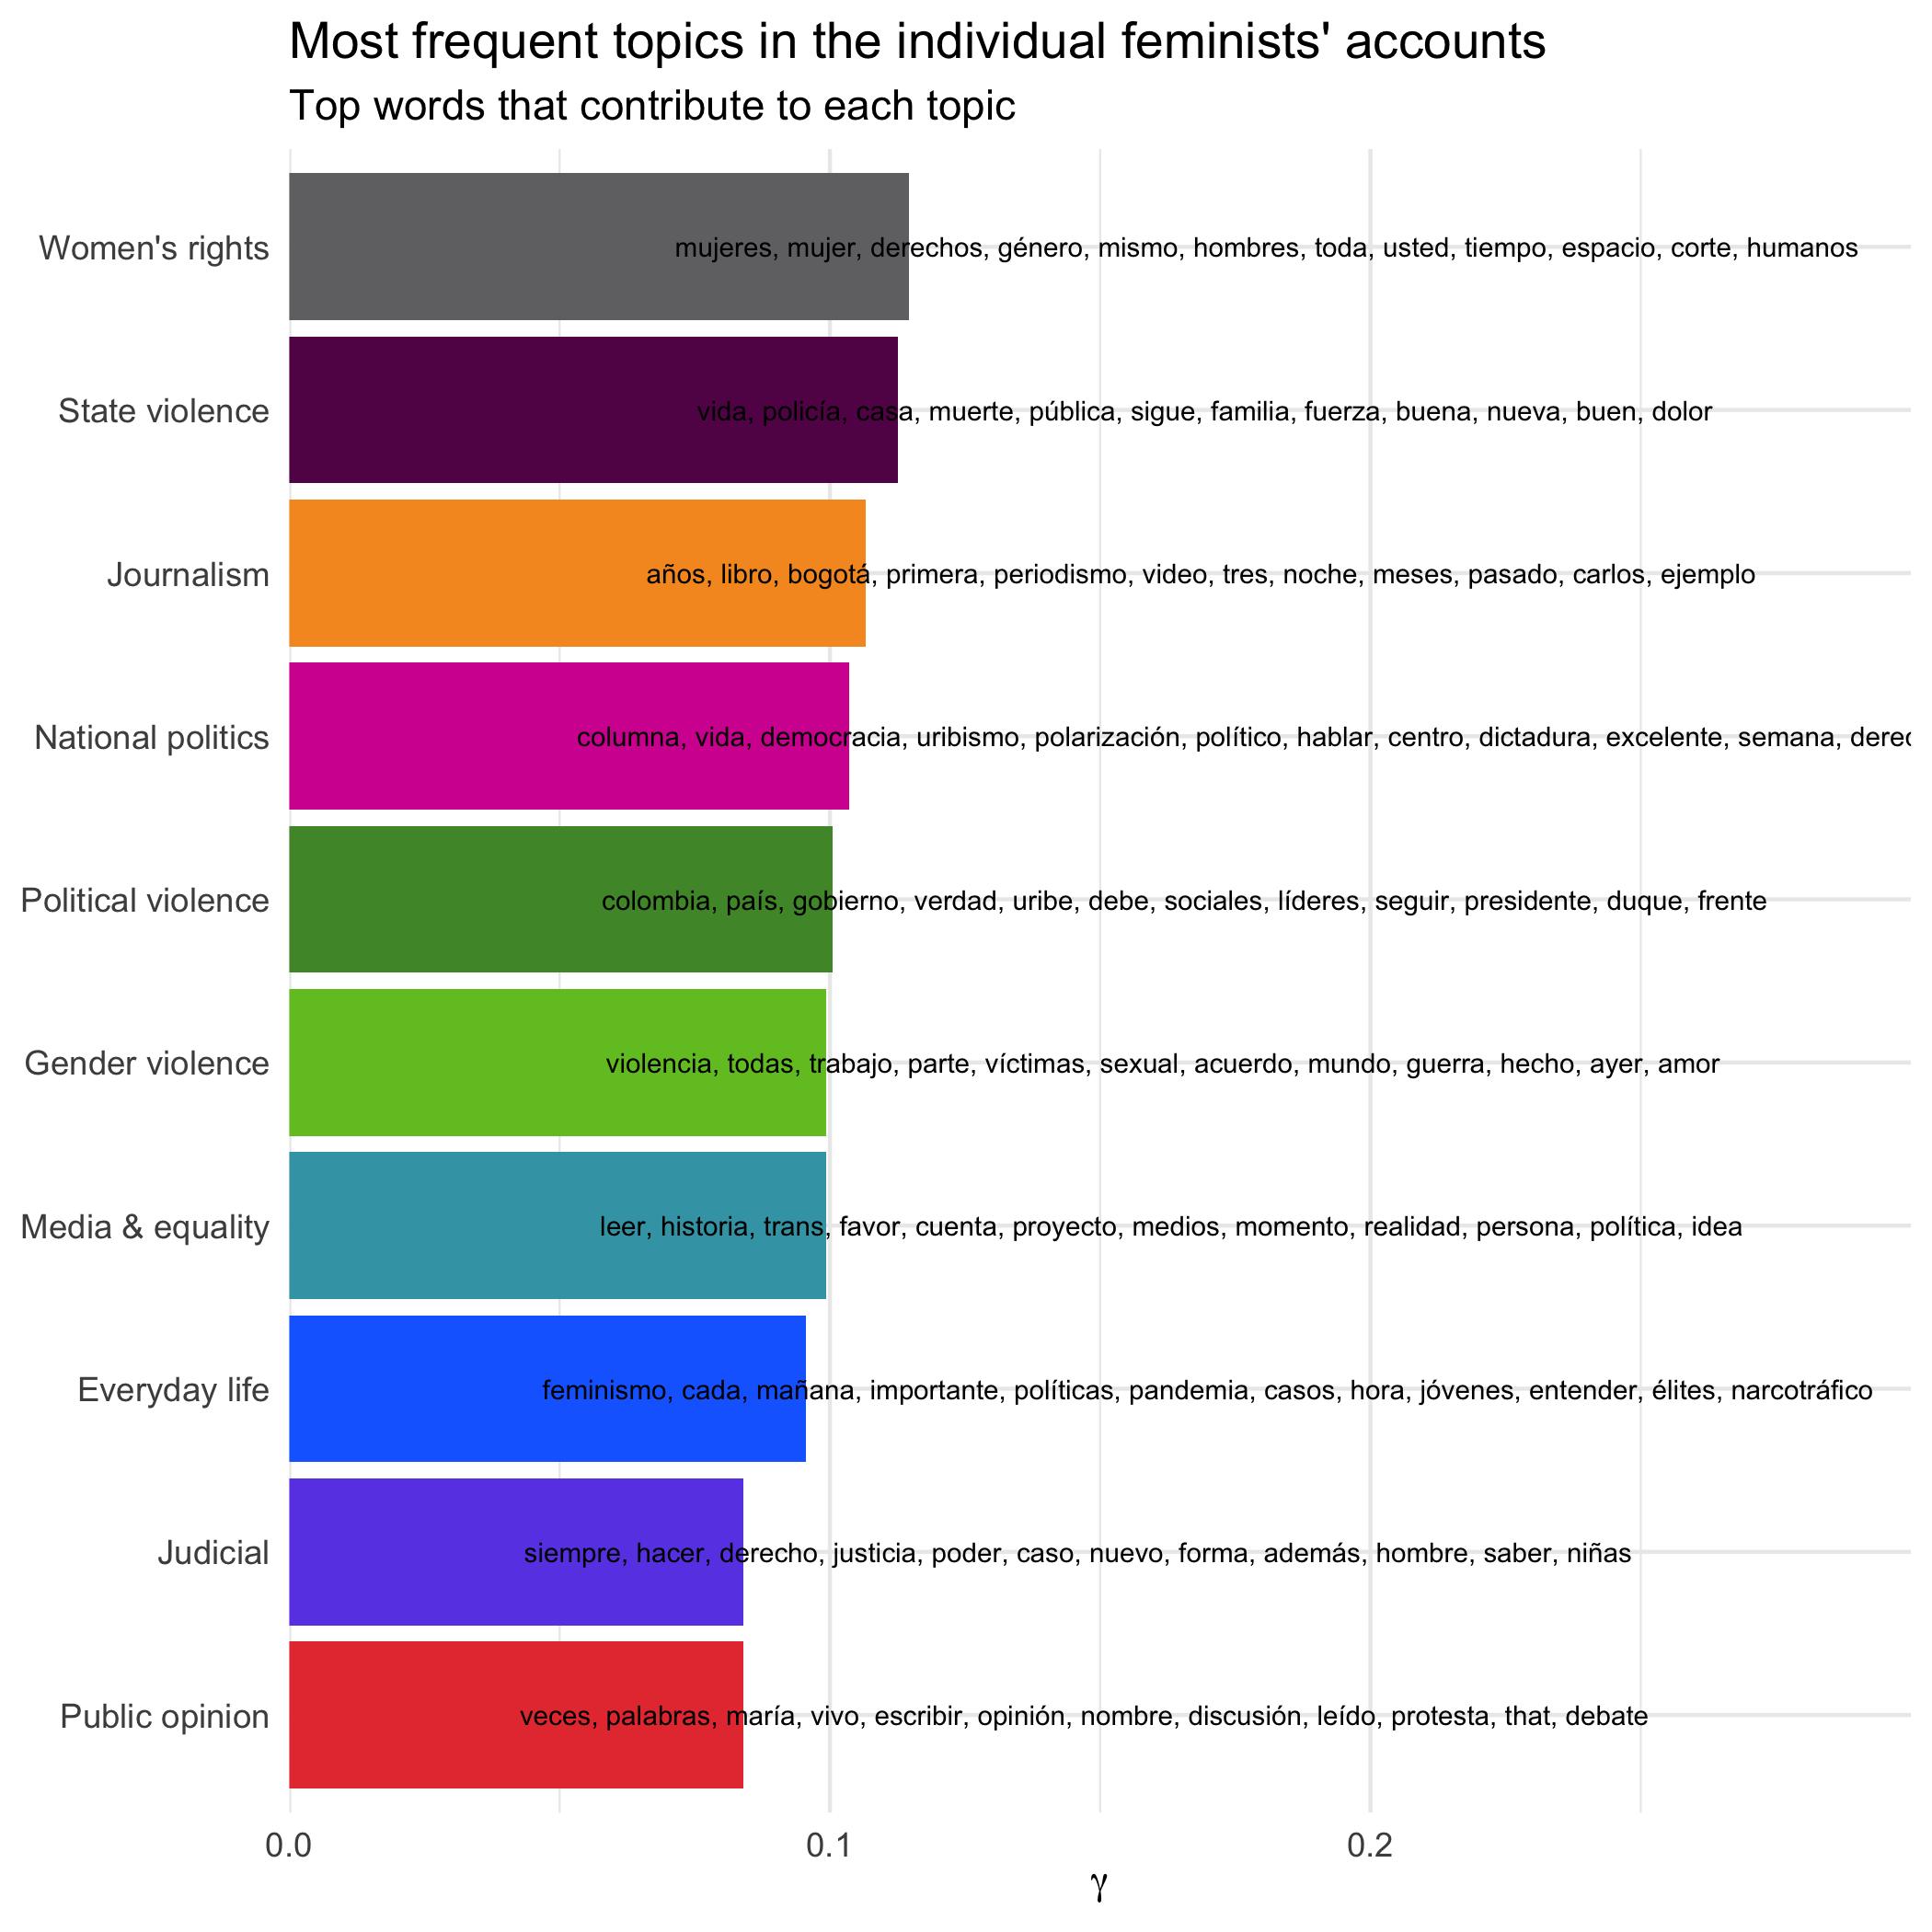 Most frequent topics in the individual feminists' accounts
Top words that contribute to each topic
Women's rights
mujeres, mujer, derechos, género, mismo, hombres, toda, usted, tiempo, espacio, corte, humanos
State violence
vida, policía, casa, muerte, pública, sigue, familia, fuerza, buena, nueva, buen, dolor
Journalism
años, libro, bogotá, primera, periodismo, video, tres, noche, meses, pasado, carlos, ejemplo
National politics
columna, vida, democracia, uribismo, polarización, político, hablar, centro, dictadura, excelente, semana,
Political violence
colombia, país, gobierno, verdad, uribe, debe, sociales, líderes, seguir, presidente, duque, frente
Gender violence
violencia, todas, trabajo, parte, víctimas, sexual, acuerdo, mundo, guerra, hecho, ayer, amor
Media & equality
leer, historia, trans, favor, cuenta, proyecto, medios, momento, realidad, persona, política, idea
Everyday life
feminismo, cada, mañana, importante, políticas, pandemia, casos, hora, jóvenes, entender, élites, narcotráfico
Judicial
siempre, hacer, derecho, justicia, poder, caso, nuevo, forma, además, hombre, saber, niñas
Public opinion
veces, palabras, maría, vivo, escribir, opinión, nombre, discusión, leído, protesta, that, debate
0.0 0.1 0.2
γ